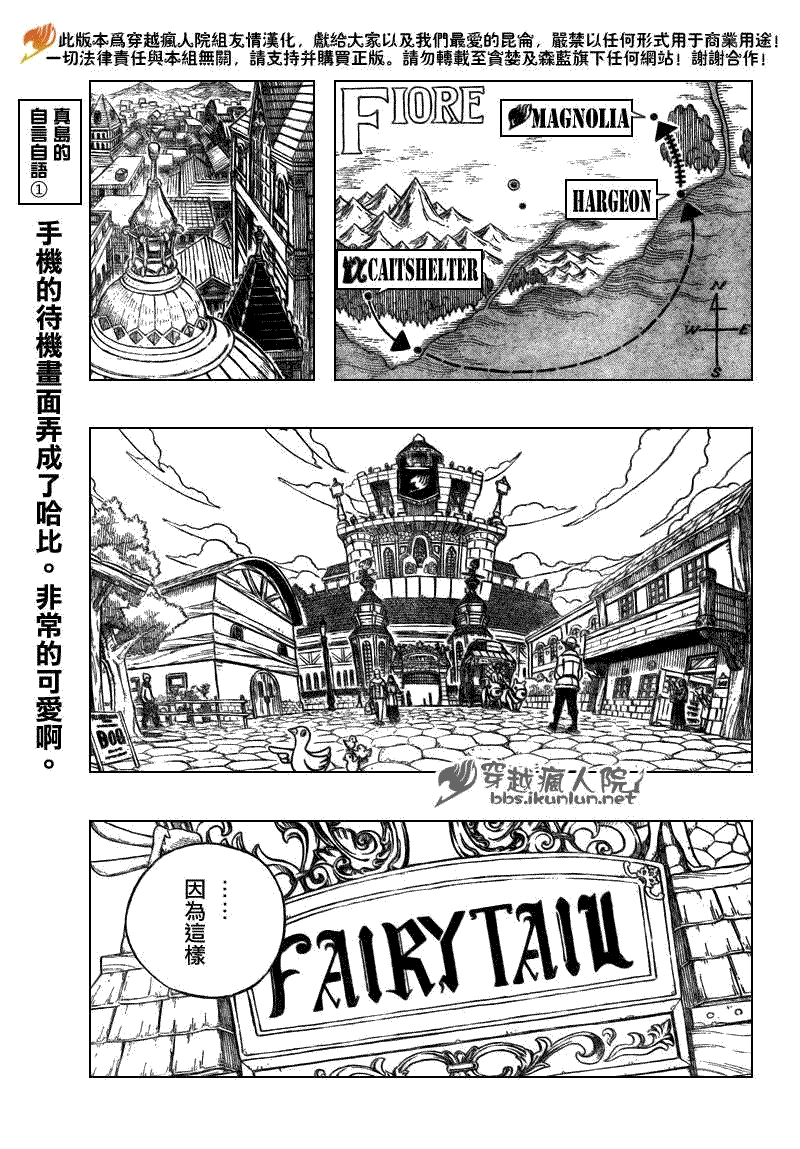 此版本爲穿越瘋人院組友情漢化，獻給大家以及我們最愛的昆侖，嚴禁以任何形式用于商業用途！
一切法律責任與本組無關，請支持并購買正版。請勿轉載至貪婪及森藍旗下任何網站！謝謝合作！
真島的
自言自語①
手機的待機畫面弄成了哈比。非常的可愛啊。
FIORE
MAGNOLIA
HARGEON
CAITSHELTER
N
W
E
S
BOO
穿越瘋人院
bbs.ikunlun.net
……
因為這樣
FAIRY TAIL